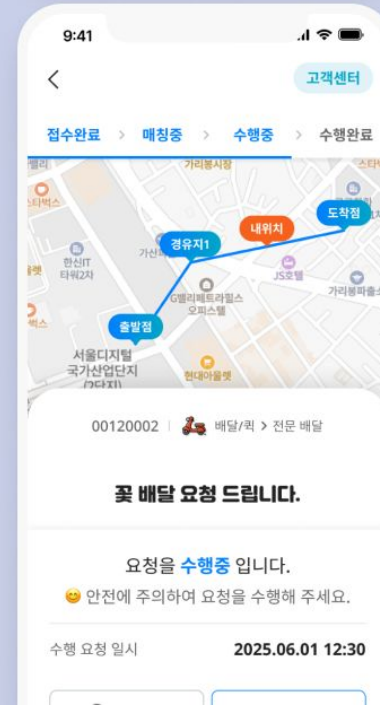 9:41
고객센터
접수완료 > 매칭중 > 수행중 > 수행완료
가리봉시장
도착점
내위치
경유지1
한신IT
타워2차
JS호텔
G밸리페트라힐스
오피스텔
출발점
서울디지털
국가산업단지
(2단지)
현대아울렛
00120002 | 배달/퀵 > 전문 배달
꽃 배달 요청 드립니다.
요청을 수행중 입니다.
😊 안전에 주의하여 요청을 수행해 주세요.
수행 요청 일시 2025.06.01 12:30